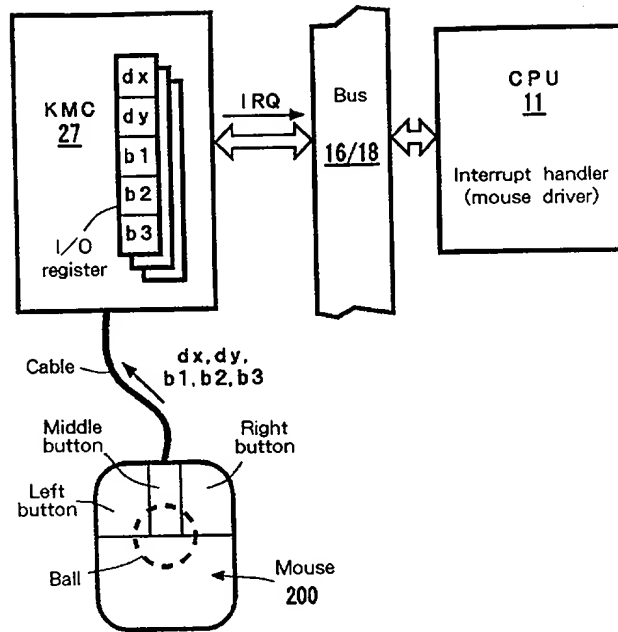 KMC
27
dx
dy
b1
b2
b3
I/O
register
IRQ
Bus
16/18
CPU
11
Interrupt handler
(mouse driver)
Cable
dx, dy,
b1, b2, b3
Middle
button
Right
button
Left
button
Ball
Mouse
200